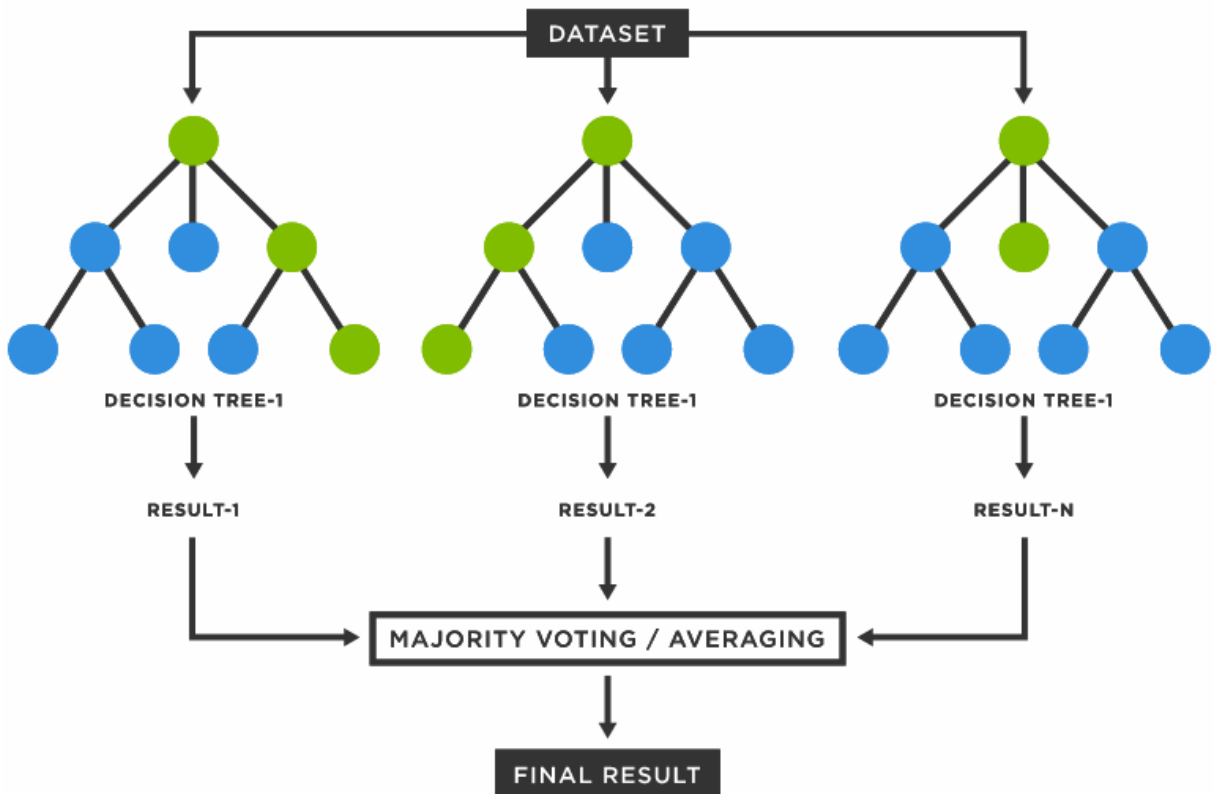 DATASET
DECISION TREE-1
DECISION TREE-1
DECISION TREE-1
RESULT-1
RESULT-2
RESULT-N
MAJORITY VOTING / AVERAGING
FINAL RESULT